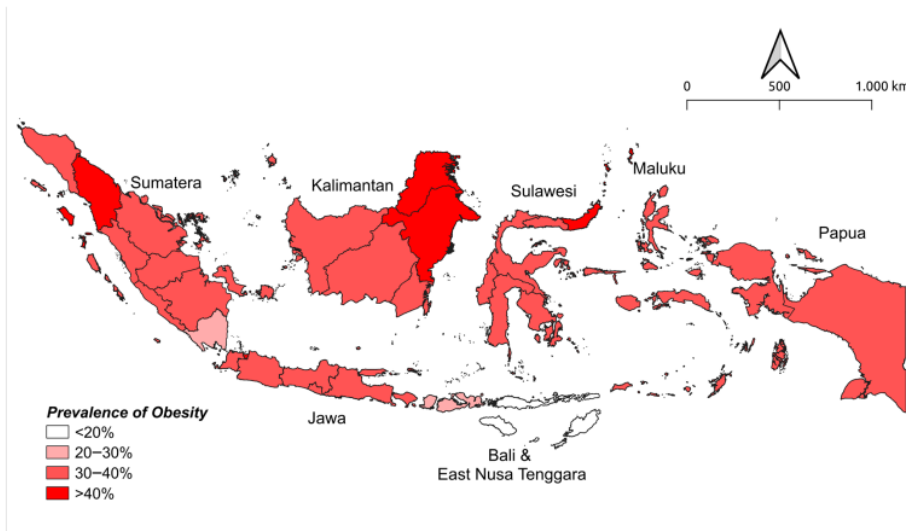 0 500 1.000 km
Sumatera
Kalimantan
Sulawesi
Maluku
Papua
Jawa
Bali &
East Nusa Tenggara
Prevalence of Obesity
<20%
20–30%
30–40%
>40%